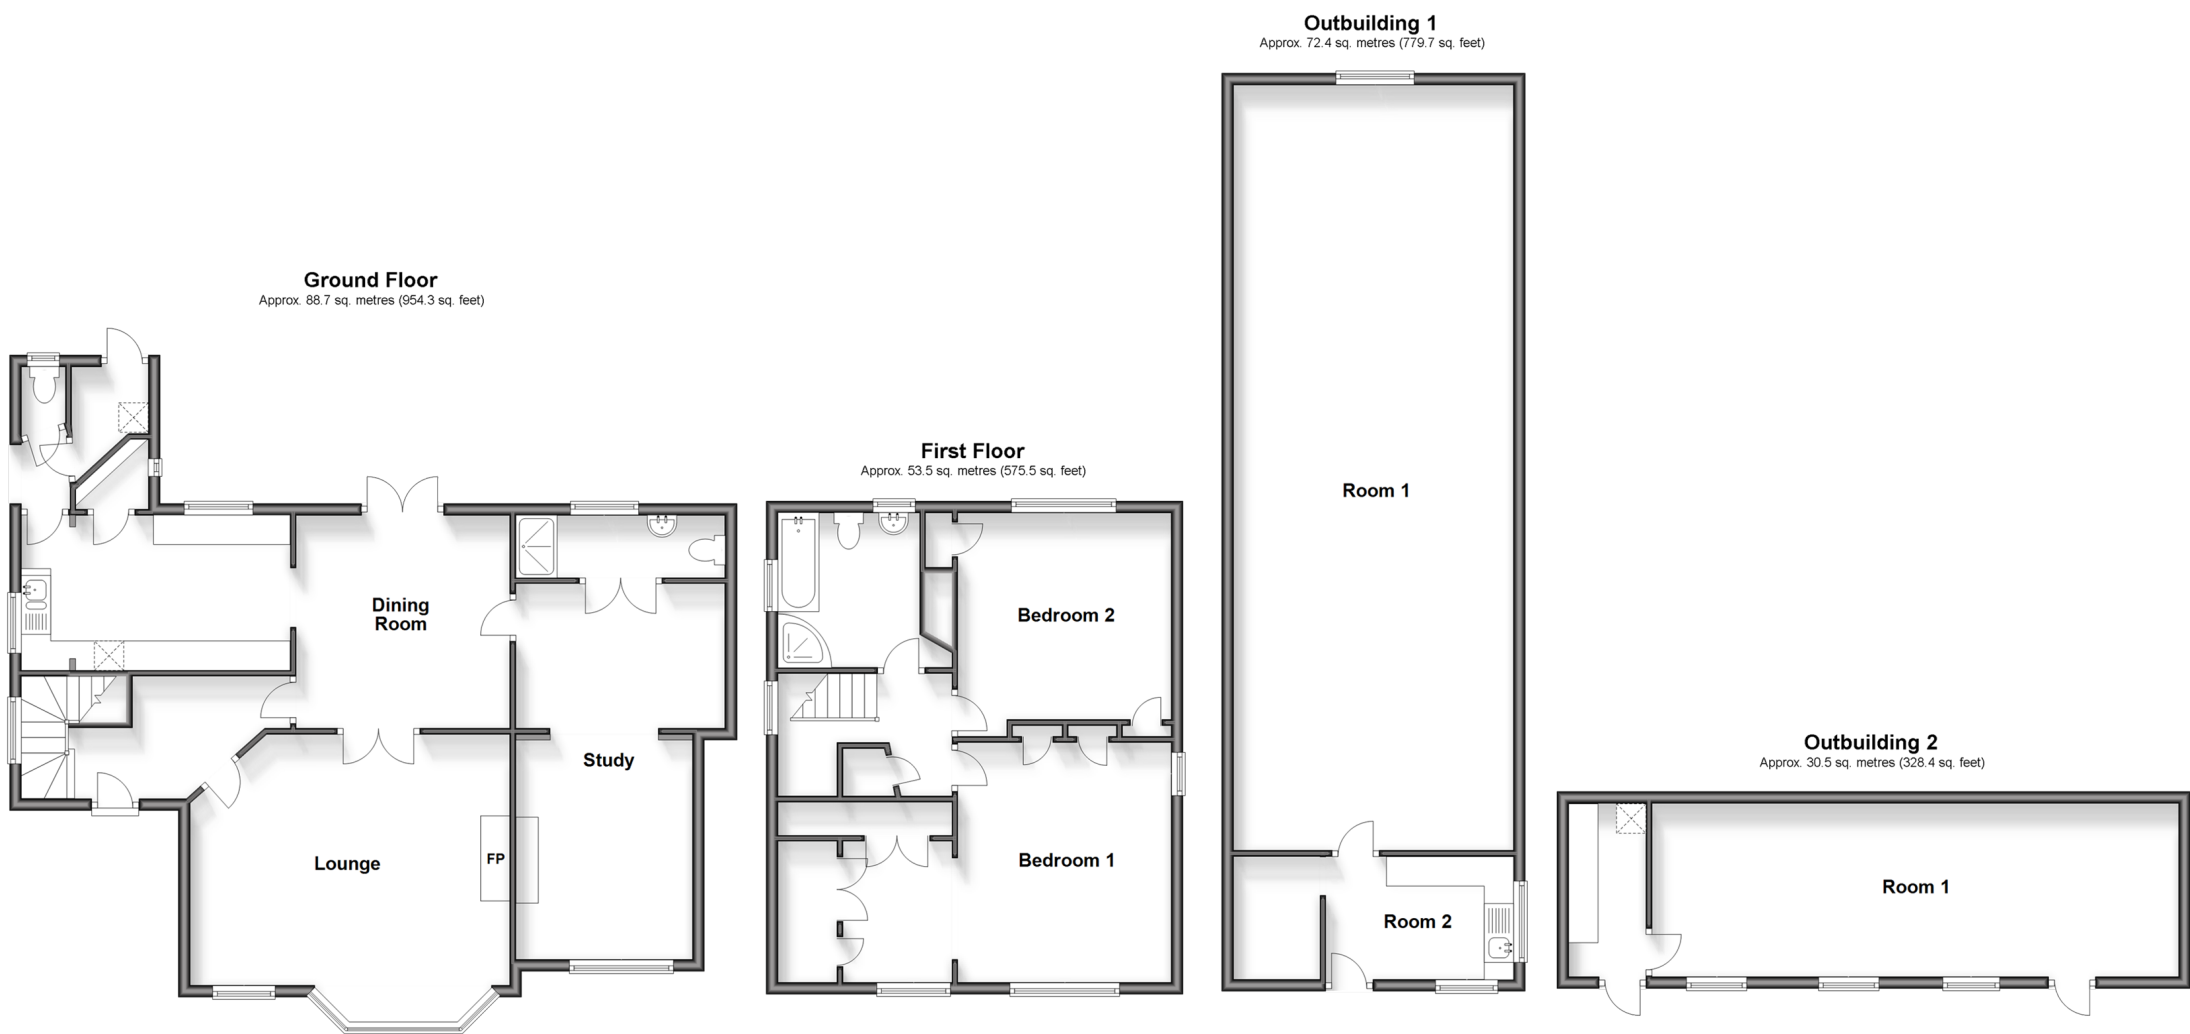 Outbuilding 1
Approx. 72.4 sq. metres (779.7 sq. feet)
Room 1
Room 2
Ground Floor
Approx. 88.7 sq. metres (954.3 sq. feet)
Dining
Room
Study
Lounge
FP
First Floor
Approx. 53.5 sq. metres (575.5 sq. feet)
Bedroom 2
Bedroom 1
Outbuilding 2
Approx. 30.5 sq. metres (328.4 sq. feet)
Room 1